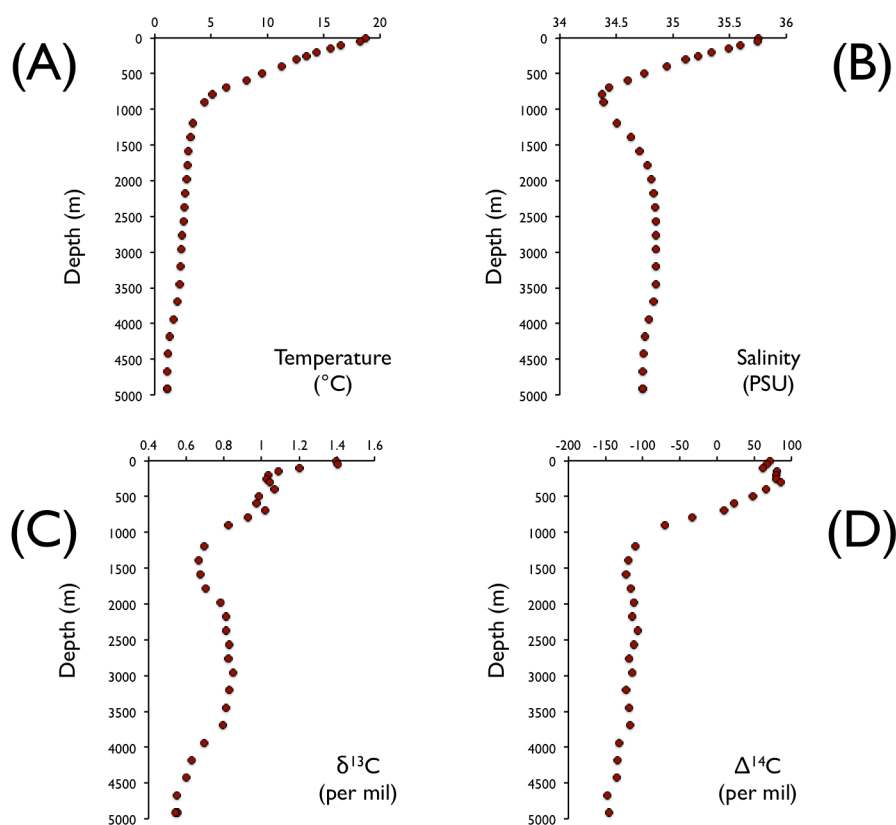 0 5 10 15 20
0
500
1000
1500
2000
2500
3000
3500
4000
4500
5000
Depth (m)
(A)
Temperature
(°C)
34 34.5 35 35.5 36
0
500
1000
1500
2000
2500
3000
3500
4000
4500
5000
Depth (m)
(B)
Salinity
(PSU)
0.4 0.6 0.8 1 1.2 1.4 1.6
0
500
1000
1500
2000
2500
3000
3500
4000
4500
5000
Depth (m)
(C)
δ¹³C
(per mil)
-200 -150 -100 -50 0 50 100
0
500
1000
1500
2000
2500
3000
3500
4000
4500
5000
Depth (m)
(D)
Δ¹⁴C
(per mil)